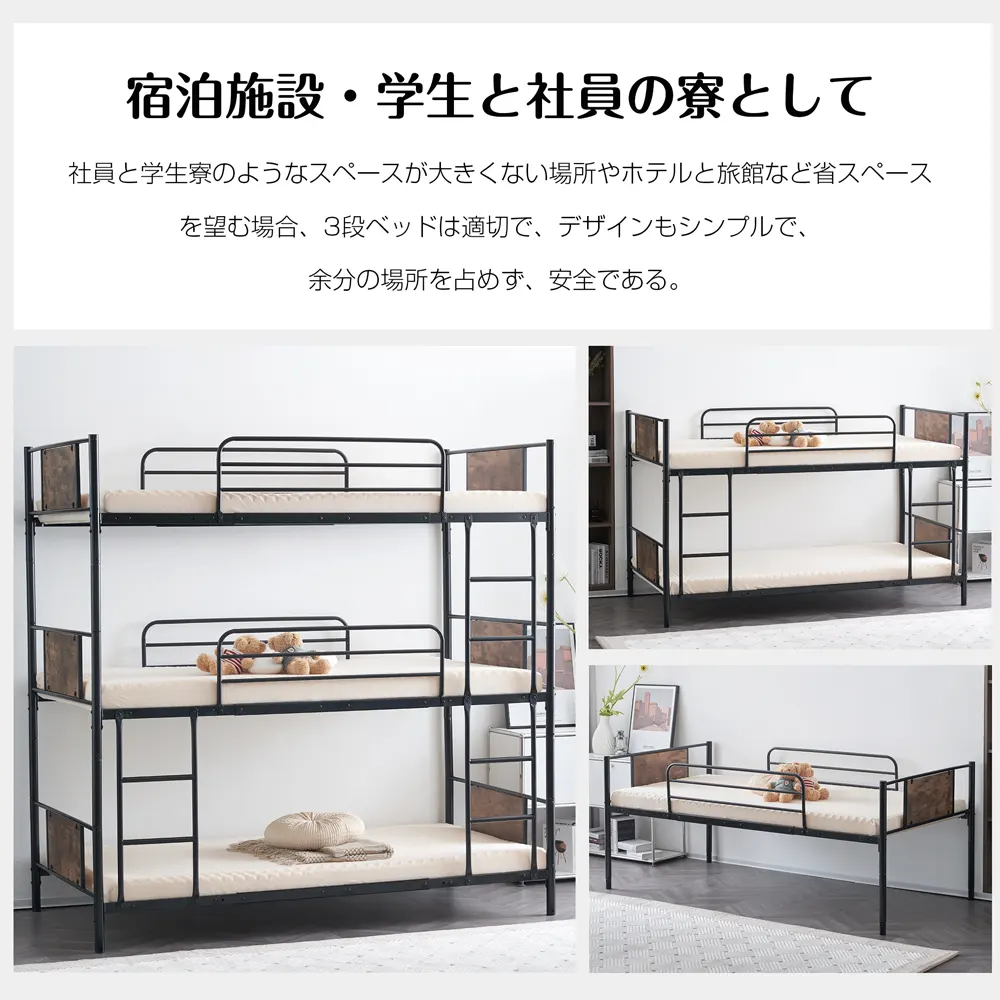 宿泊施設・学生と社員の寮として
社員と学生寮のようなスペースが大きくない場所やホテルと旅館など省スペース
を望む場合、3段ベッドは適切で、デザインもシンプルで、
余分の場所を占めず、安全である。